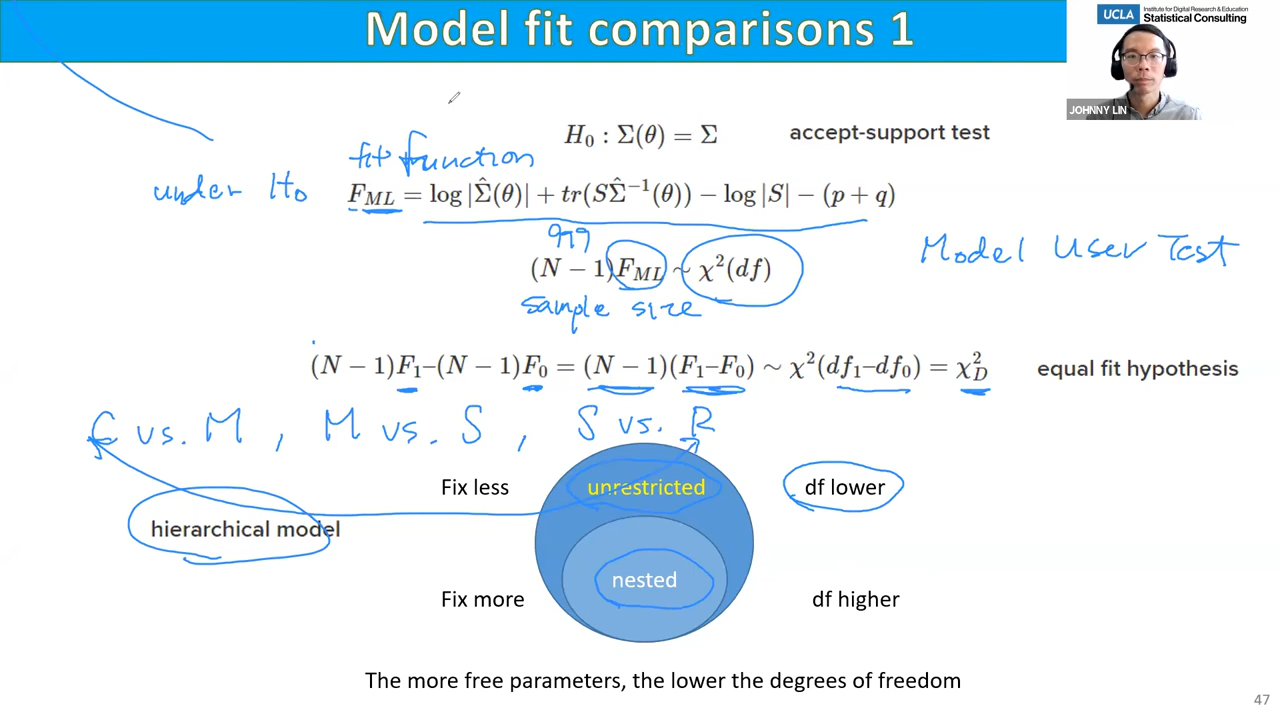 Model fit comparisons 1
UCLA Institute for Digital Research & Education
Statistical Consulting
JOHNNY LIN
H₀ : Σ(θ) = Σ accept-support test
fit function
under H₀ F_ML = log |Σ̂(θ)| + tr(SΣ̂⁻¹(θ)) − log |S| − (p + q)
999
Model User Test
(N − 1)F_ML ~ χ²(df)
sample size
(N − 1)F₁–(N − 1)F₀ = (N − 1)(F₁–F₀) ~ χ²(df₁–df₀) = χ²_D equal fit hypothesis
C vs. M , M vs. S , S vs. R
Fix less unrestricted df lower
hierarchical model
nested
Fix more df higher
The more free parameters, the lower the degrees of freedom
47